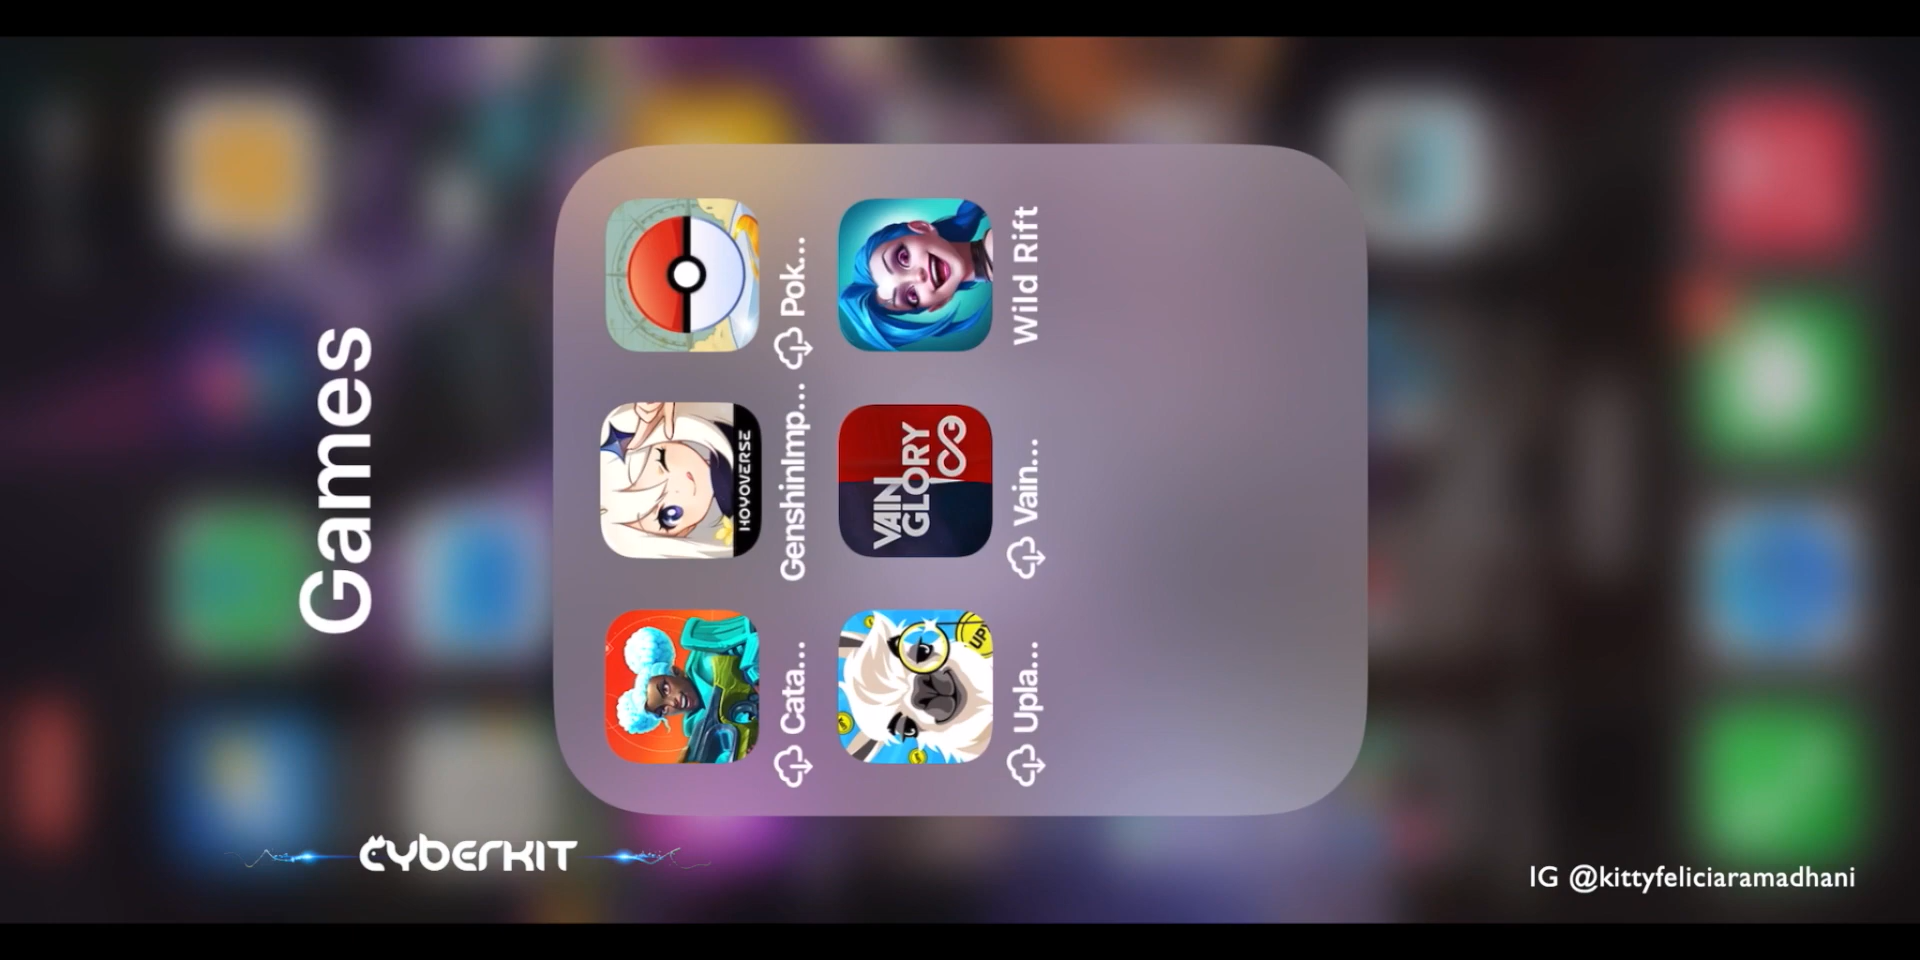 Games
Cata...
GenshinImp...
HOYOVERSE
Pok...
Upla...
UP
VAIN
GLORY
Vain...
Wild Rift
CYBERKIT
IG @kittyfeliciaramadhani